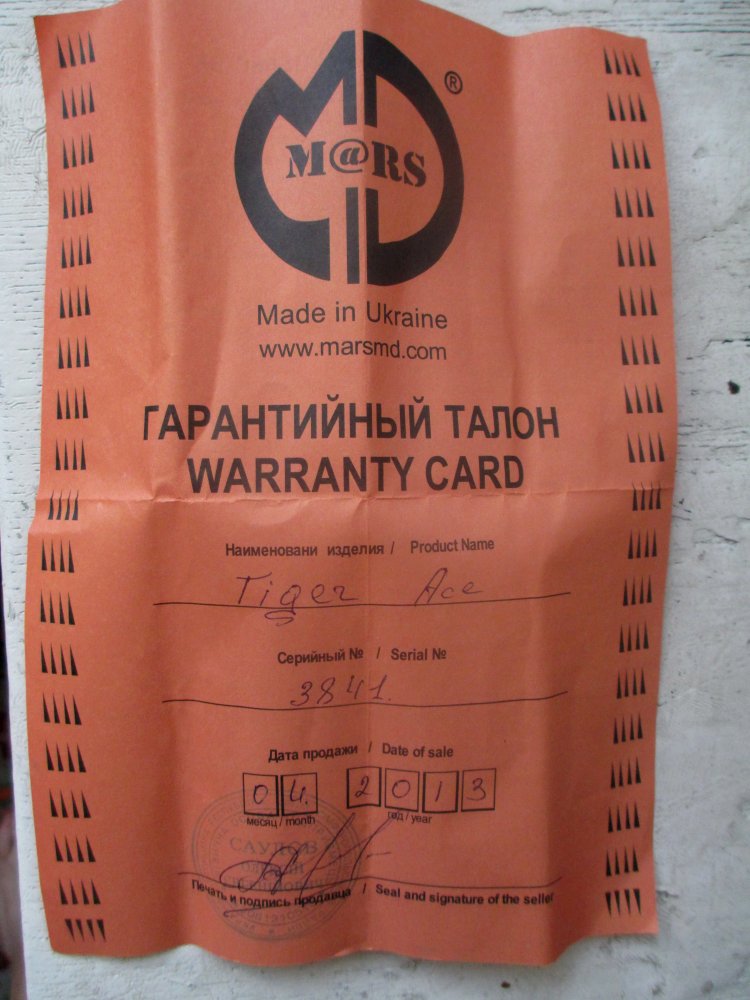 ®
M@RS
Made in Ukraine
www.marsmd.com
ГАРАНТИЙНЫЙ ТАЛОН
WARRANTY CARD
Наименовани изделия / Product Name
Tiger Ace
Серийный № / Serial №
3841.
Дата продажи / Date of sale
04. 2013
месяц / month год / year
САУЛОВ
Печать и подпись продавца / Seal and signature of the seller